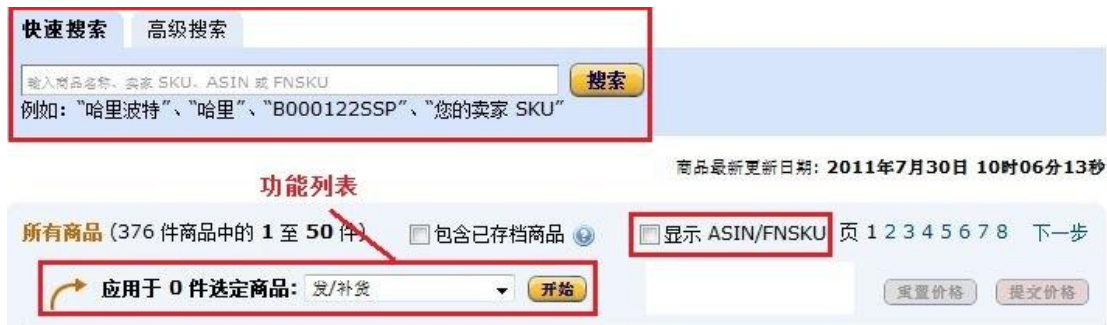 快速搜索 高级搜索
输入商品名称、卖家 SKU、ASIN 或 FNSKU 搜索
例如：“哈里波特”、“哈里”、“B000122SSP”、“您的卖家 SKU”
商品最新更新日期: 2011年7月30日 10时06分13秒
功能列表
所有商品 (376 件商品中的 1 至 50 件) 包含已存档商品 显示 ASIN/FNSKU 页 1 2 3 4 5 6 7 8 下一步
应用于 0 件选定商品: 发/补货 开始 重置价格 提交价格